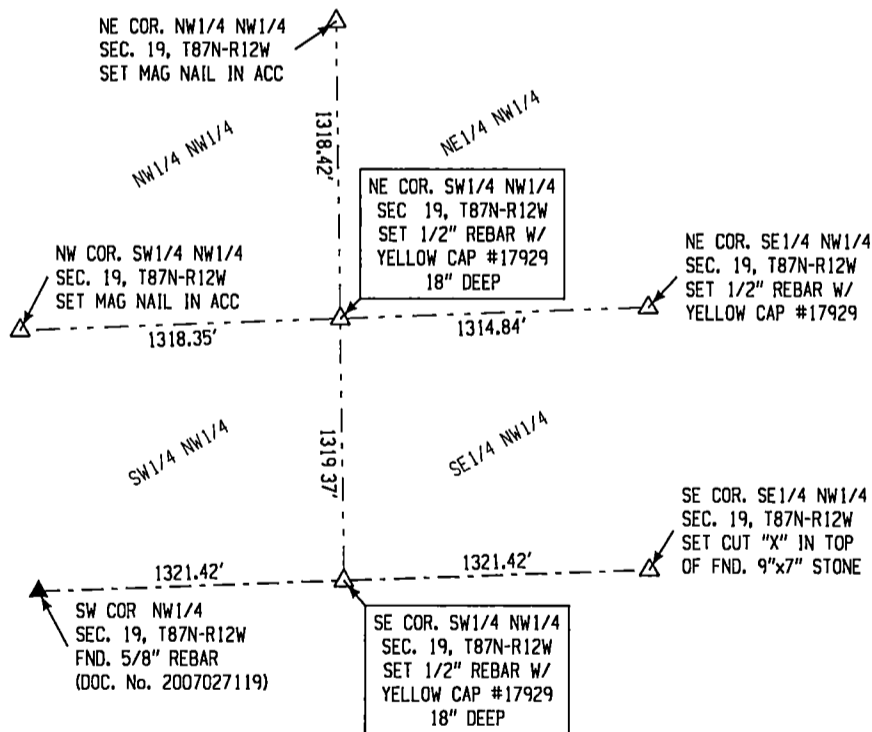 NE COR. NW1/4 NW1/4
SEC. 19, T87N-R12W
SET MAG NAIL IN ACC
1318.42'
NW1/4 NW1/4
NE1/4 NW1/4
NE COR. SW1/4 NW1/4
SEC 19, T87N-R12W
SET 1/2" REBAR W/
YELLOW CAP #17929
18" DEEP
NW COR. SW1/4 NW1/4
SEC. 19, T87N-R12W
SET MAG NAIL IN ACC
NE COR. SE1/4 NW1/4
SEC. 19, T87N-R12W
SET 1/2" REBAR W/
YELLOW CAP #17929
1318.35'
1314.84'
SW1/4 NW1/4
1319 37'
SE1/4 NW1/4
SE COR. SE1/4 NW1/4
SEC. 19, T87N-R12W
SET CUT "X" IN TOP
OF FND. 9"x7" STONE
1321.42'
1321.42'
SW COR NW1/4
SEC. 19, T87N-R12W
FND. 5/8" REBAR
(DOC. No. 2007027119)
SE COR. SW1/4 NW1/4
SEC. 19, T87N-R12W
SET 1/2" REBAR W/
YELLOW CAP #17929
18" DEEP